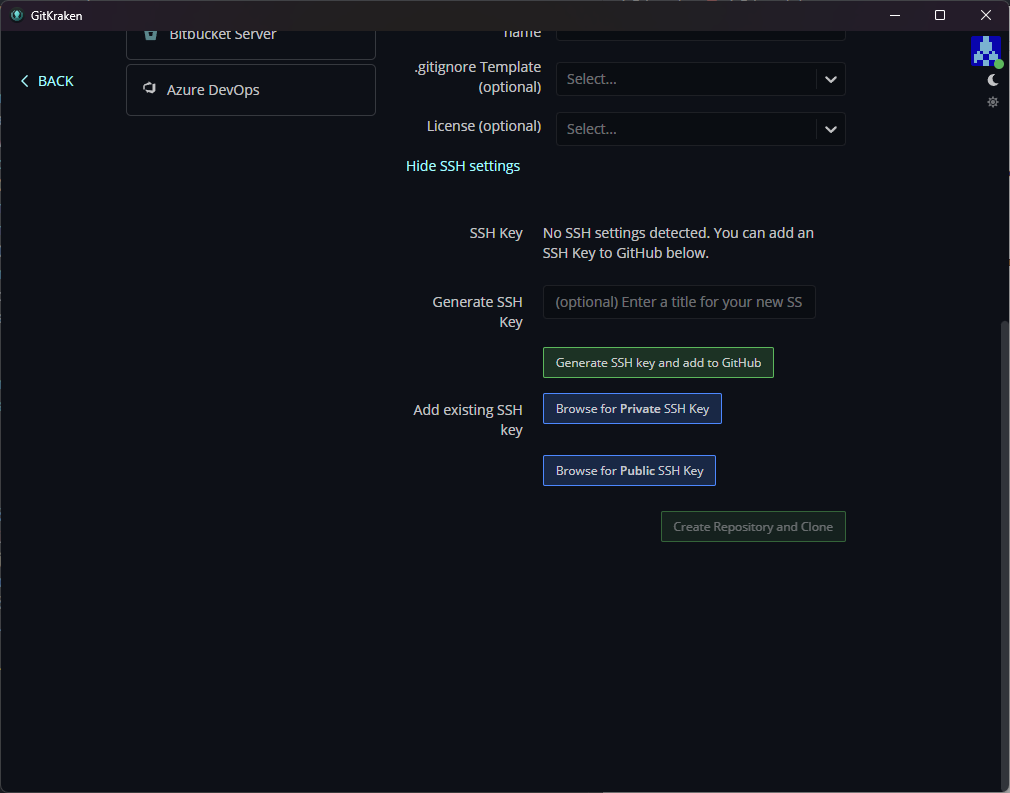 GitKraken
BACK
Bitbucket Server
Azure DevOps
name
.gitignore Template
(optional)
Select...
License (optional)
Select...
Hide SSH settings
SSH Key
No SSH settings detected. You can add an
SSH Key to GitHub below.
Generate SSH
Key
(optional) Enter a title for your new SS
Generate SSH key and add to GitHub
Add existing SSH
key
Browse for Private SSH Key
Browse for Public SSH Key
Create Repository and Clone